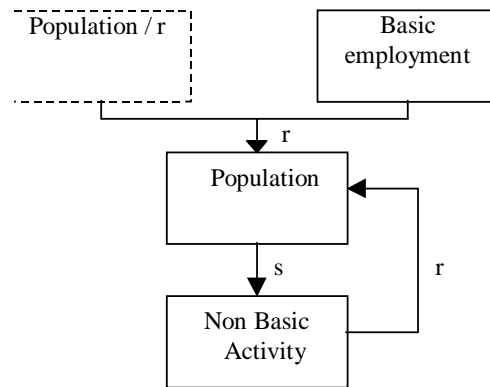 Population / r
Basic
employment
r
Population
s
r
Non Basic
Activity